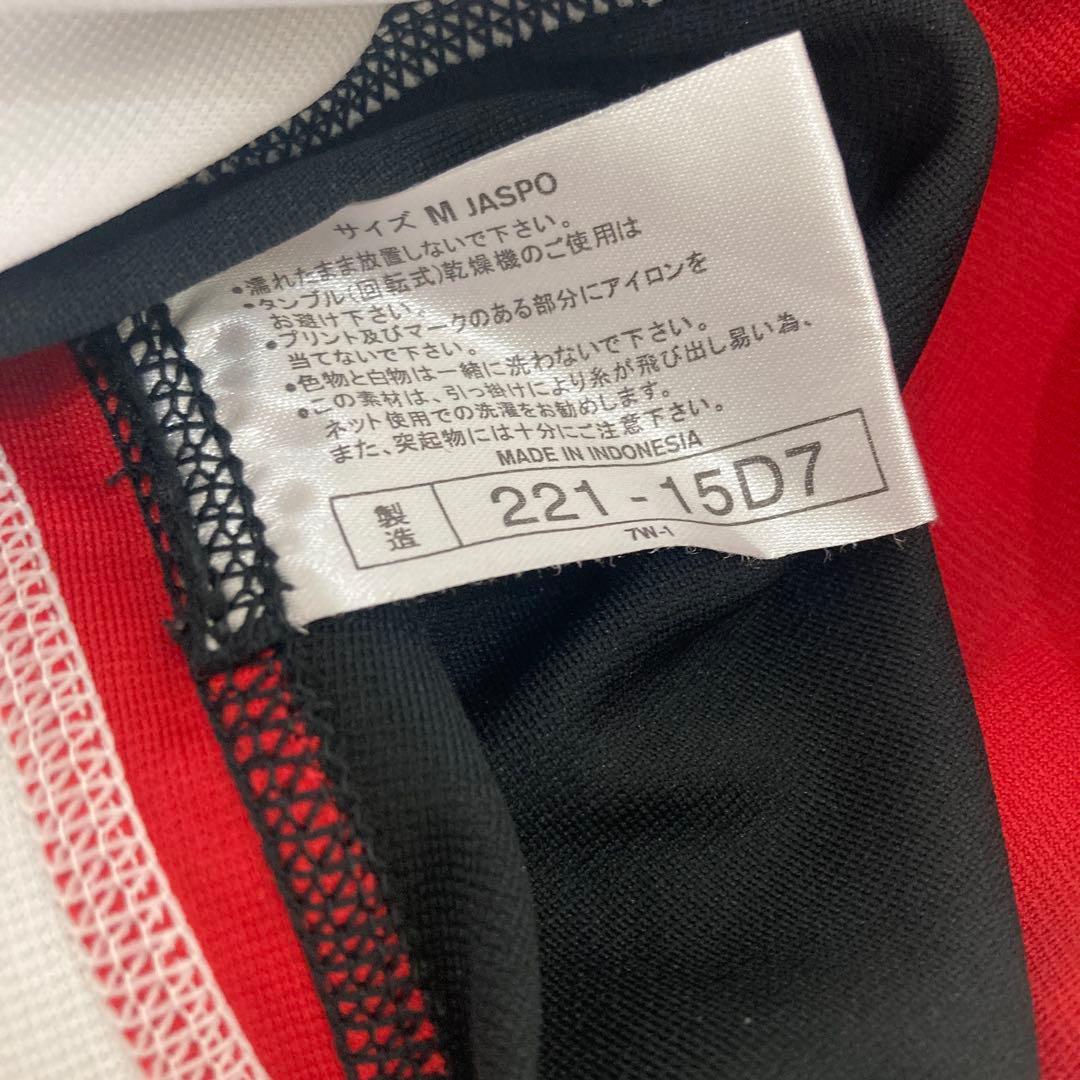 サイズ M JASPO
•濡れたまま放置しないで下さい。
•タンブル(回転式)乾燥機のご使用は
お避け下さい。
•プリント及びマークのある部分にアイロンを
当てないで下さい。
•色物と白物は一緒に洗わないで下さい。
•この素材は、引っ掛けにより糸が飛び出し易い為、
ネット使用での洗濯をお勧めします。
また、突起物には十分にご注意下さい。
MADE IN INDONESIA
製造 221-15D7
7W-1